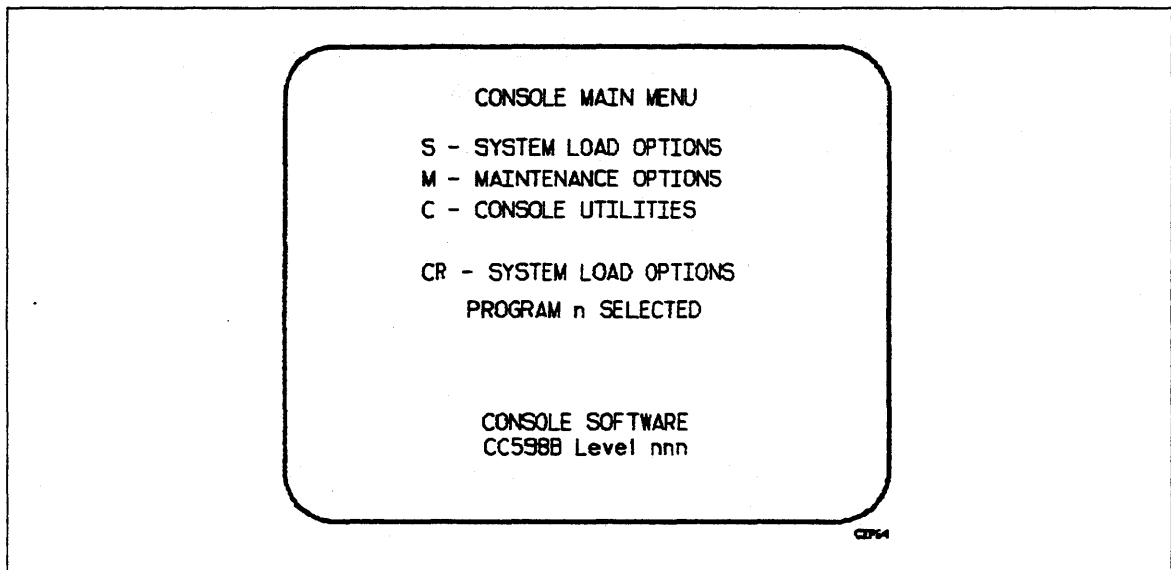 CONSOLE MAIN MENU
S - SYSTEM LOAD OPTIONS
M - MAINTENANCE OPTIONS
C - CONSOLE UTILITIES
CR - SYSTEM LOAD OPTIONS
PROGRAM n SELECTED
CONSOLE SOFTWARE
CC598B Level nnn